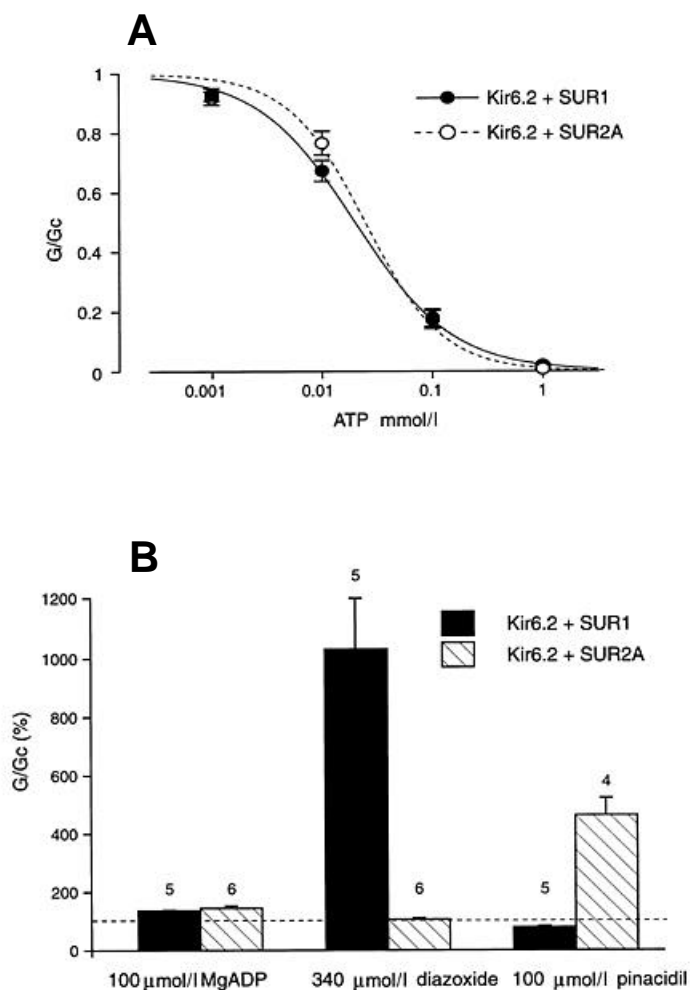 A
1
0.8
0.6
0.4
0.2
0
G/Gc
Kir6.2 + SUR1
Kir6.2 + SUR2A
0.001 0.01 0.1 1
ATP mmol/l
B
1200
1000
800
600
400
200
0
G/Gc (%)
Kir6.2 + SUR1
Kir6.2 + SUR2A
5 6 5 6 5 4
100 μmol/l MgADP 340 μmol/l diazoxide 100 μmol/l pinacidil